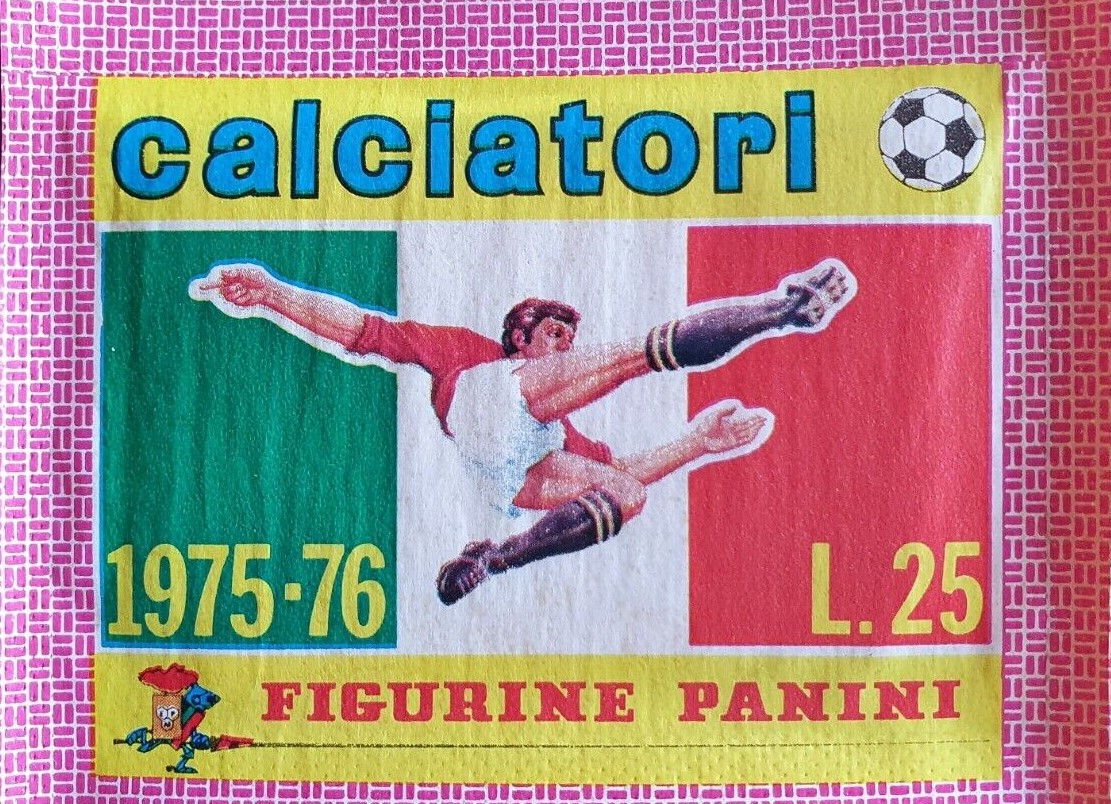 calciatori
1975-76
L.25
FIGURINE PANINI